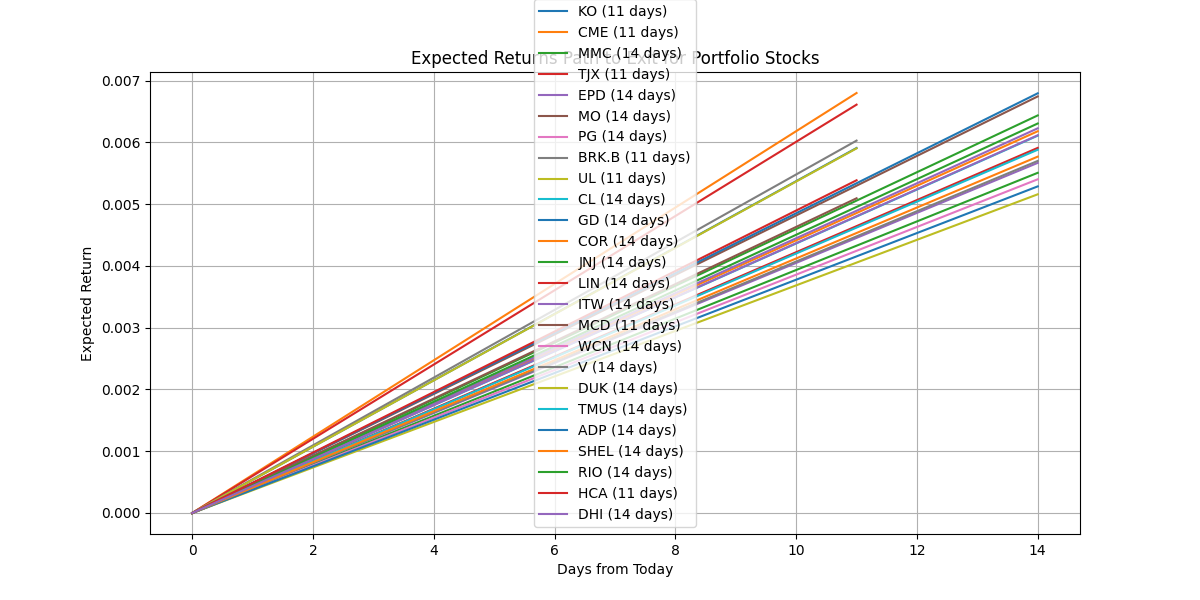 KO (11 days)
CME (11 days)
MMC (14 days)
Expected Returns Path to Exit for Portfolio Stocks
TJX (11 days)
EPD (14 days)
MO (14 days)
PG (14 days)
BRK.B (11 days)
UL (11 days)
CL (14 days)
GD (14 days)
COR (14 days)
JNJ (14 days)
LIN (14 days)
ITW (14 days)
MCD (11 days)
WCN (14 days)
V (14 days)
DUK (14 days)
TMUS (14 days)
ADP (14 days)
SHEL (14 days)
RIO (14 days)
HCA (11 days)
DHI (14 days)
0.007
0.006
0.005
0.004
0.003
0.002
0.001
0.000
Expected Return
0 2 4 6 8 10 12 14
Days from Today